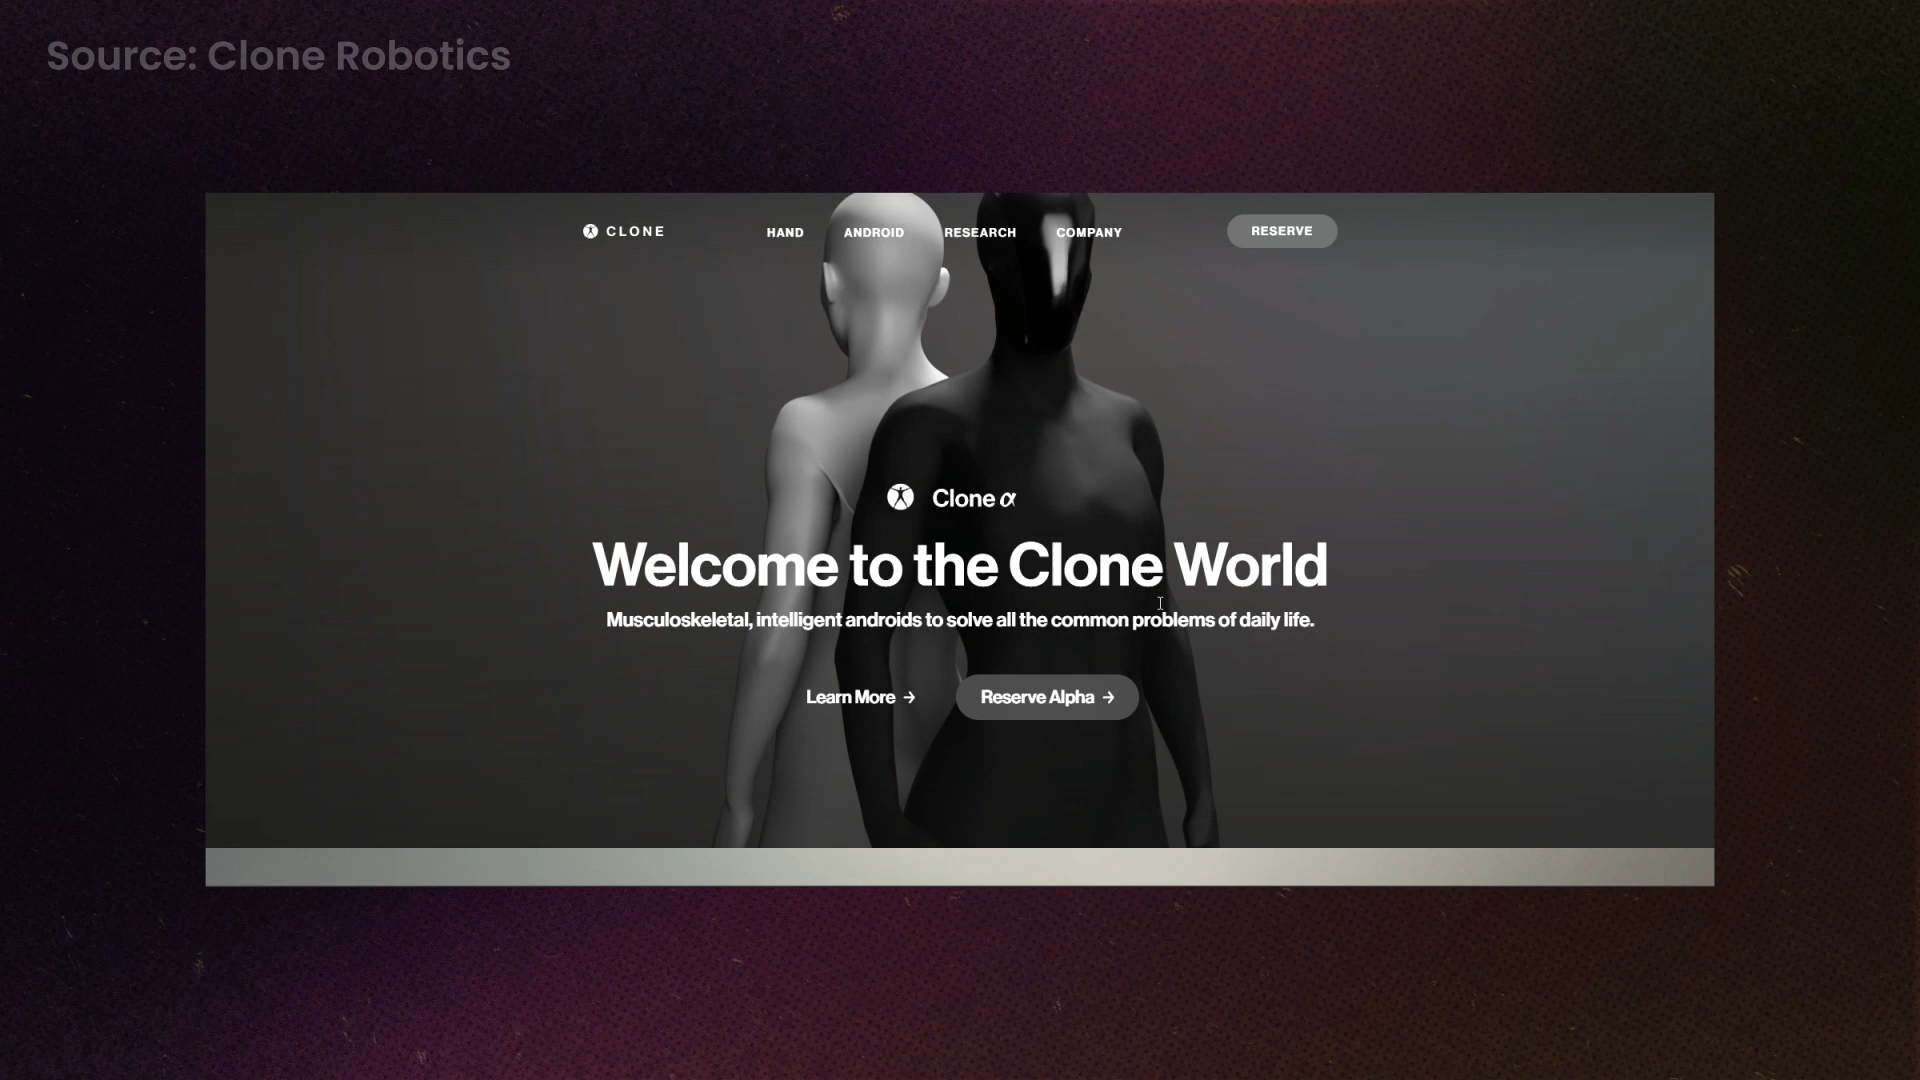 Source: Clone Robotics
CLONE
HAND
ANDROID
RESEARCH
COMPANY
RESERVE
Clone α
Welcome to the Clone World
Musculoskeletal, intelligent androids to solve all the common problems of daily life.
Learn More →
Reserve Alpha →